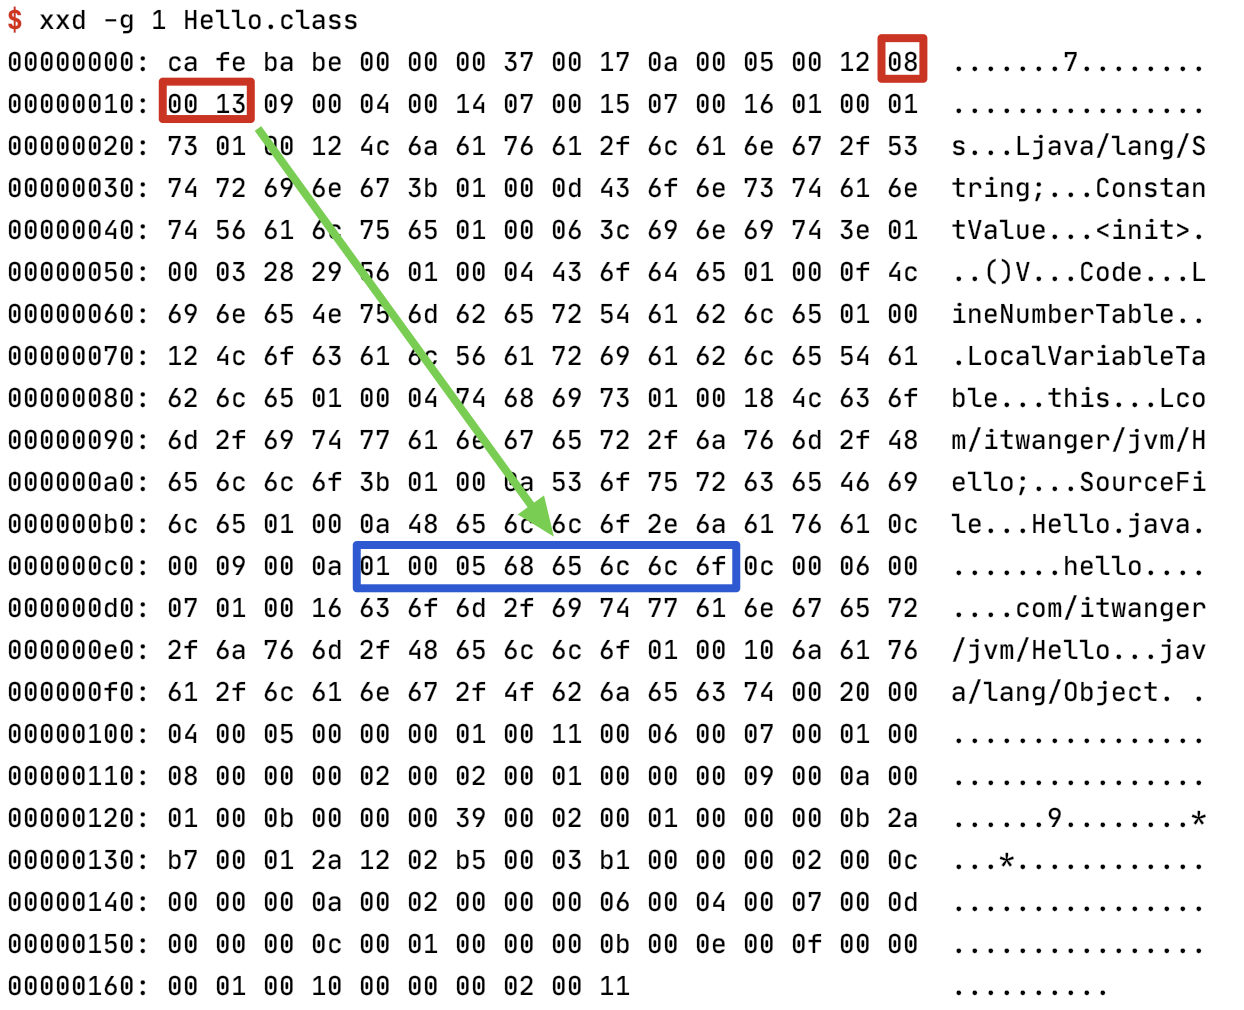 $ xxd -g 1 Hello.class
00000000: ca fe ba be 00 00 00 37 00 17 0a 00 05 00 12 08  .......7........
00000010: 00 13 09 00 04 00 14 07 00 15 07 00 16 01 00 01  ................
00000020: 73 01 00 12 4c 6a 61 76 61 2f 6c 61 6e 67 2f 53  s...Ljava/lang/S
00000030: 74 72 69 6e 67 3b 01 00 0d 43 6f 6e 73 74 61 6e  tring;...Constan
00000040: 74 56 61 6c 75 65 01 00 06 3c 69 6e 69 74 3e 01  tValue...<init>.
00000050: 00 03 28 29 56 01 00 04 43 6f 64 65 01 00 0f 4c  ..()V...Code...L
00000060: 69 6e 65 4e 75 6d 62 65 72 54 61 62 6c 65 01 00  ineNumberTable..
00000070: 12 4c 6f 63 61 6c 56 61 72 69 61 62 6c 65 54 61  .LocalVariableTa
00000080: 62 6c 65 01 00 04 74 68 69 73 01 00 18 4c 63 6f  ble...this...Lco
00000090: 6d 2f 69 74 77 61 6e 67 65 72 2f 6a 76 6d 2f 48  m/itwanger/jvm/H
000000a0: 65 6c 6c 6f 3b 01 00 0a 53 6f 75 72 63 65 46 69  ello;...SourceFi
000000b0: 6c 65 01 00 0a 48 65 6c 6c 6f 2e 6a 61 76 61 0c  le...Hello.java.
000000c0: 00 09 00 0a 01 00 05 68 65 6c 6c 6f 0c 00 06 00  .......hello....
000000d0: 07 01 00 16 63 6f 6d 2f 69 74 77 61 6e 67 65 72  ....com/itwanger
000000e0: 2f 6a 76 6d 2f 48 65 6c 6c 6f 01 00 10 6a 61 76  /jvm/Hello...jav
000000f0: 61 2f 6c 61 6e 67 2f 4f 62 6a 65 63 74 00 20 00  a/lang/Object. .
00000100: 04 00 05 00 00 00 01 00 11 00 06 00 07 00 01 00  ................
00000110: 08 00 00 00 02 00 02 00 01 00 00 00 09 00 0a 00  ................
00000120: 01 00 0b 00 00 00 39 00 02 00 01 00 00 00 0b 2a  ......9........*
00000130: b7 00 01 2a 12 02 b5 00 03 b1 00 00 00 02 00 0c  ...*............
00000140: 00 00 00 0a 00 02 00 00 00 06 00 04 00 07 00 0d  ................
00000150: 00 00 00 0c 00 01 00 00 00 0b 00 0e 00 0f 00 00  ................
00000160: 00 01 00 10 00 00 00 02 00 11  ..........